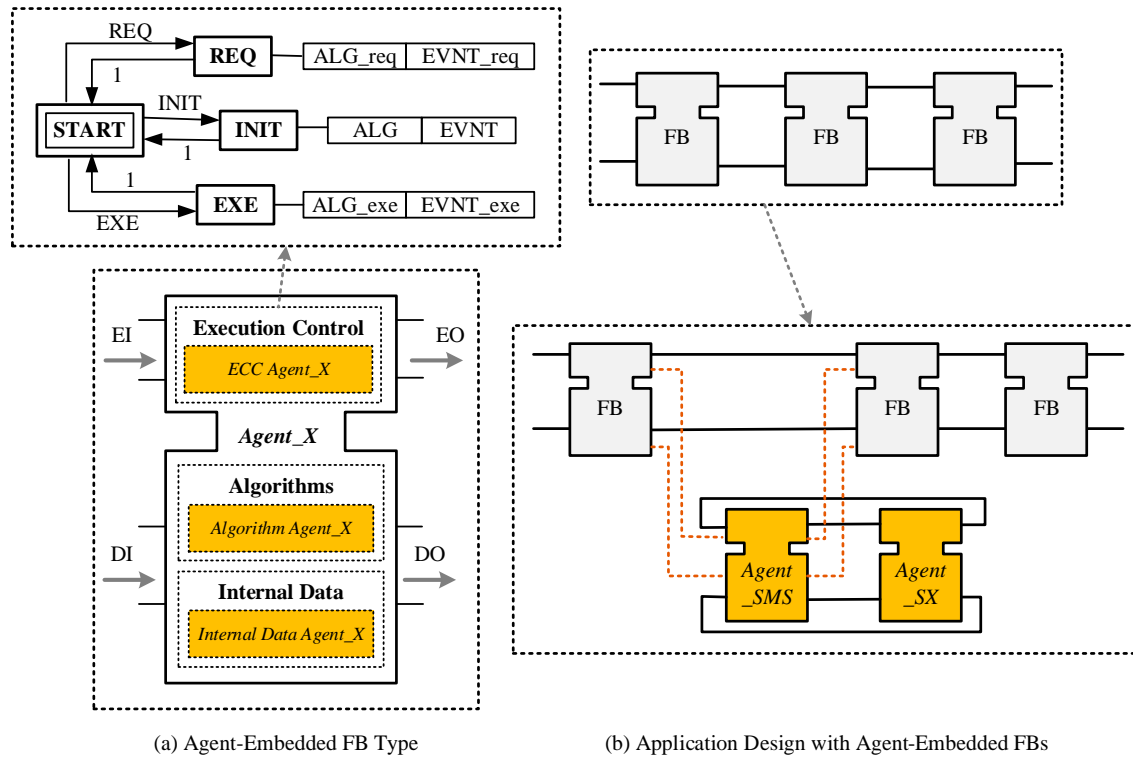 REQ
REQ
ALG_req
EVNT_req
1
INIT
START
INIT
ALG
EVNT
1
1
EXE
ALG_exe
EVNT_exe
EXE
EI
Execution Control
EO
ECC Agent_X
Agent_X
Algorithms
Algorithm Agent_X
DI
DO
Internal Data
Internal Data Agent_X
(a) Agent-Embedded FB Type
FB
FB
FB
FB
FB
FB
Agent
_SMS
Agent
_SX
(b) Application Design with Agent-Embedded FBs